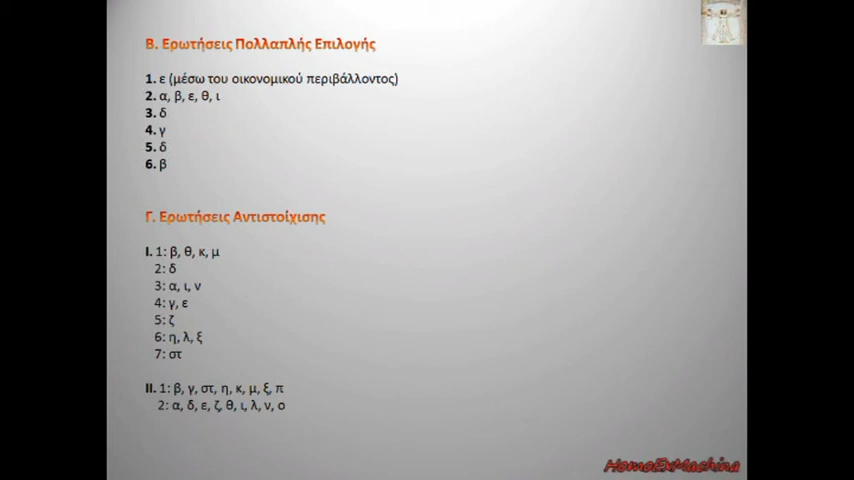 Β. Ερωτήσεις Πολλαπλής Επιλογής
1. ε (μέσω του οικονομικού περιβάλλοντος)
2. α, β, ε, θ, ι
3. δ
4. γ
5. δ
6. β
Γ. Ερωτήσεις Αντιστοίχισης
Ι. 1: β, θ, κ, μ
2: δ
3: α, ι, ν
4: γ, ε
5: ζ
6: η, λ, ξ
7: στ
ΙΙ. 1: β, γ, στ, η, κ, μ, ξ, π
2: α, δ, ε, ζ, θ, ι, λ, ν, ο
HomoExMachina